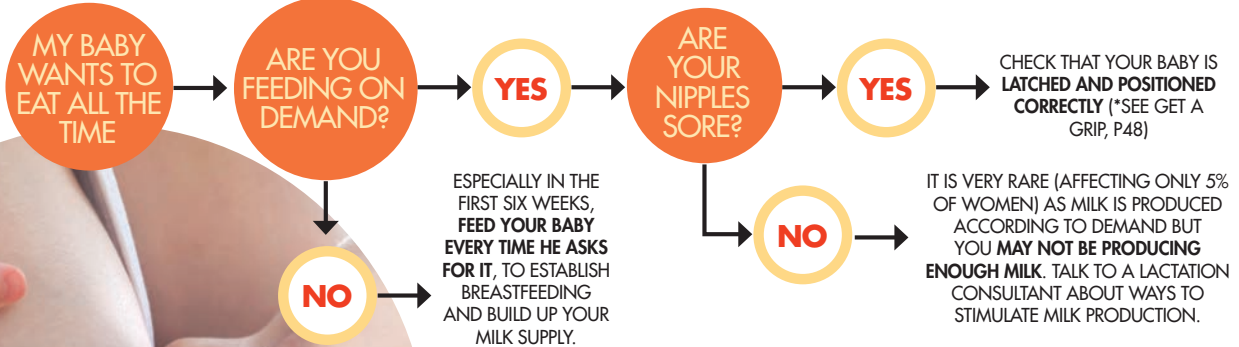 MY BABY
WANTS TO
EAT ALL THE
TIME
ARE YOU
FEEDING ON
DEMAND?
YES
ARE
YOUR
NIPPLES
SORE?
YES
CHECK THAT YOUR BABY IS
LATCHED AND POSITIONED
CORRECTLY (*SEE GET A
GRIP, P48)
NO
ESPECIALLY IN THE
FIRST SIX WEEKS,
FEED YOUR BABY
EVERY TIME HE ASKS
FOR IT, TO ESTABLISH
BREASTFEEDING
AND BUILD UP YOUR
MILK SUPPLY.
NO
IT IS VERY RARE (AFFECTING ONLY 5%
OF WOMEN) AS MILK IS PRODUCED
ACCORDING TO DEMAND BUT
YOU MAY NOT BE PRODUCING
ENOUGH MILK. TALK TO A LACTATION
CONSULTANT ABOUT WAYS TO
STIMULATE MILK PRODUCTION.